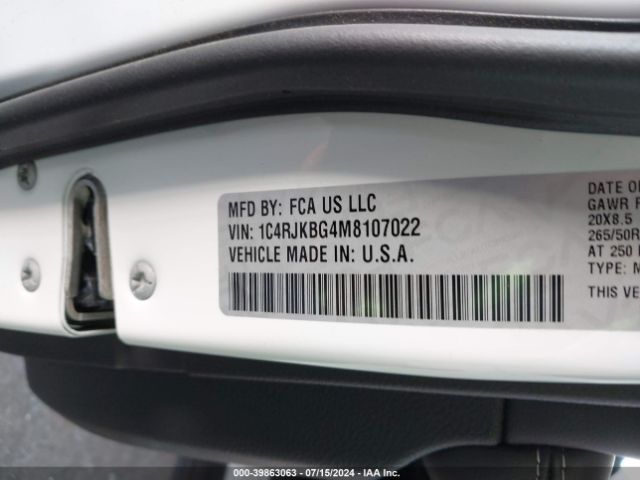 MFD BY: FCA US LLC
VIN: 1C4RJKBG4M8107022
VEHICLE MADE IN: U.S.A.
DATE OF
GAWR F
20X8.5
265/50R
AT 250
TYPE: M
THIS VE
000-39863063 07/15/2024 IAA Inc.